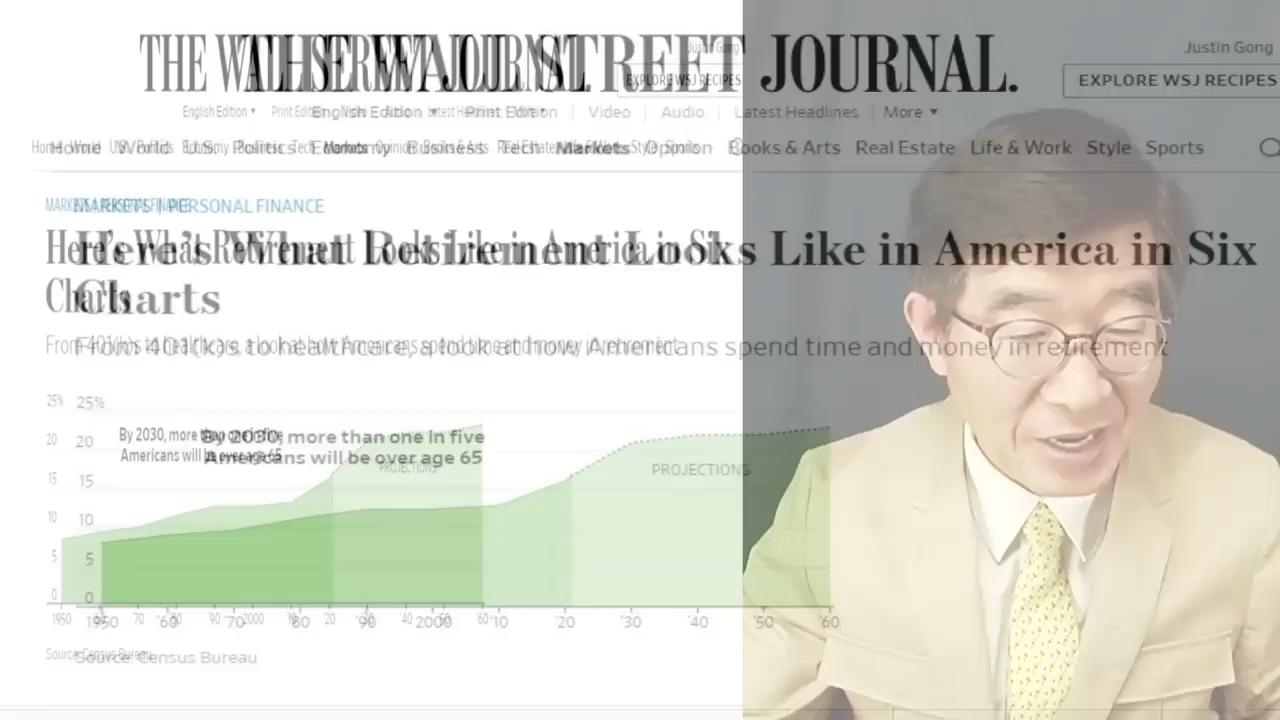 THE WALL STREET JOURNAL.
Justin Gong
EXPLORE WSJ RECIPES
English Edition ▾ Print Edition Video Audio Latest Headlines More ▾
Home World U.S. Politics Economy Business Tech Markets Opinion Books & Arts Real Estate Life & Work Style Sports
MARKETS | PERSONAL FINANCE
Here's What Retirement Looks Like in America in Six
Charts
From 401(k)s to healthcare, a look at how Americans spend time and money in retirement
25%
20
By 2030, more than one in five
Americans will be over age 65
PROJECTIONS
15
10
5
0
1950 '60 '70 '80 '90 2000 '10 '20 '30 '40 '50 '60
Source: Census Bureau